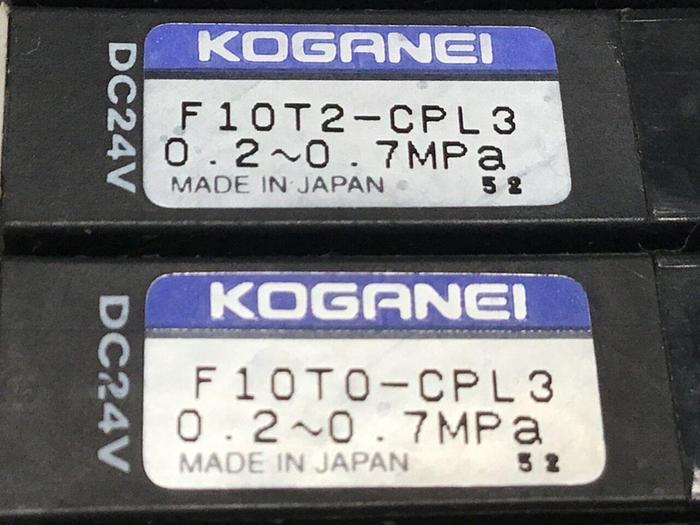 KOGANEI
DC24V
F10T2-CPL3
0.2~0.7MPa
MADE IN JAPAN 52
KOGANEI
DC24V
F10T0-CPL3
0.2~0.7MPa
MADE IN JAPAN 52